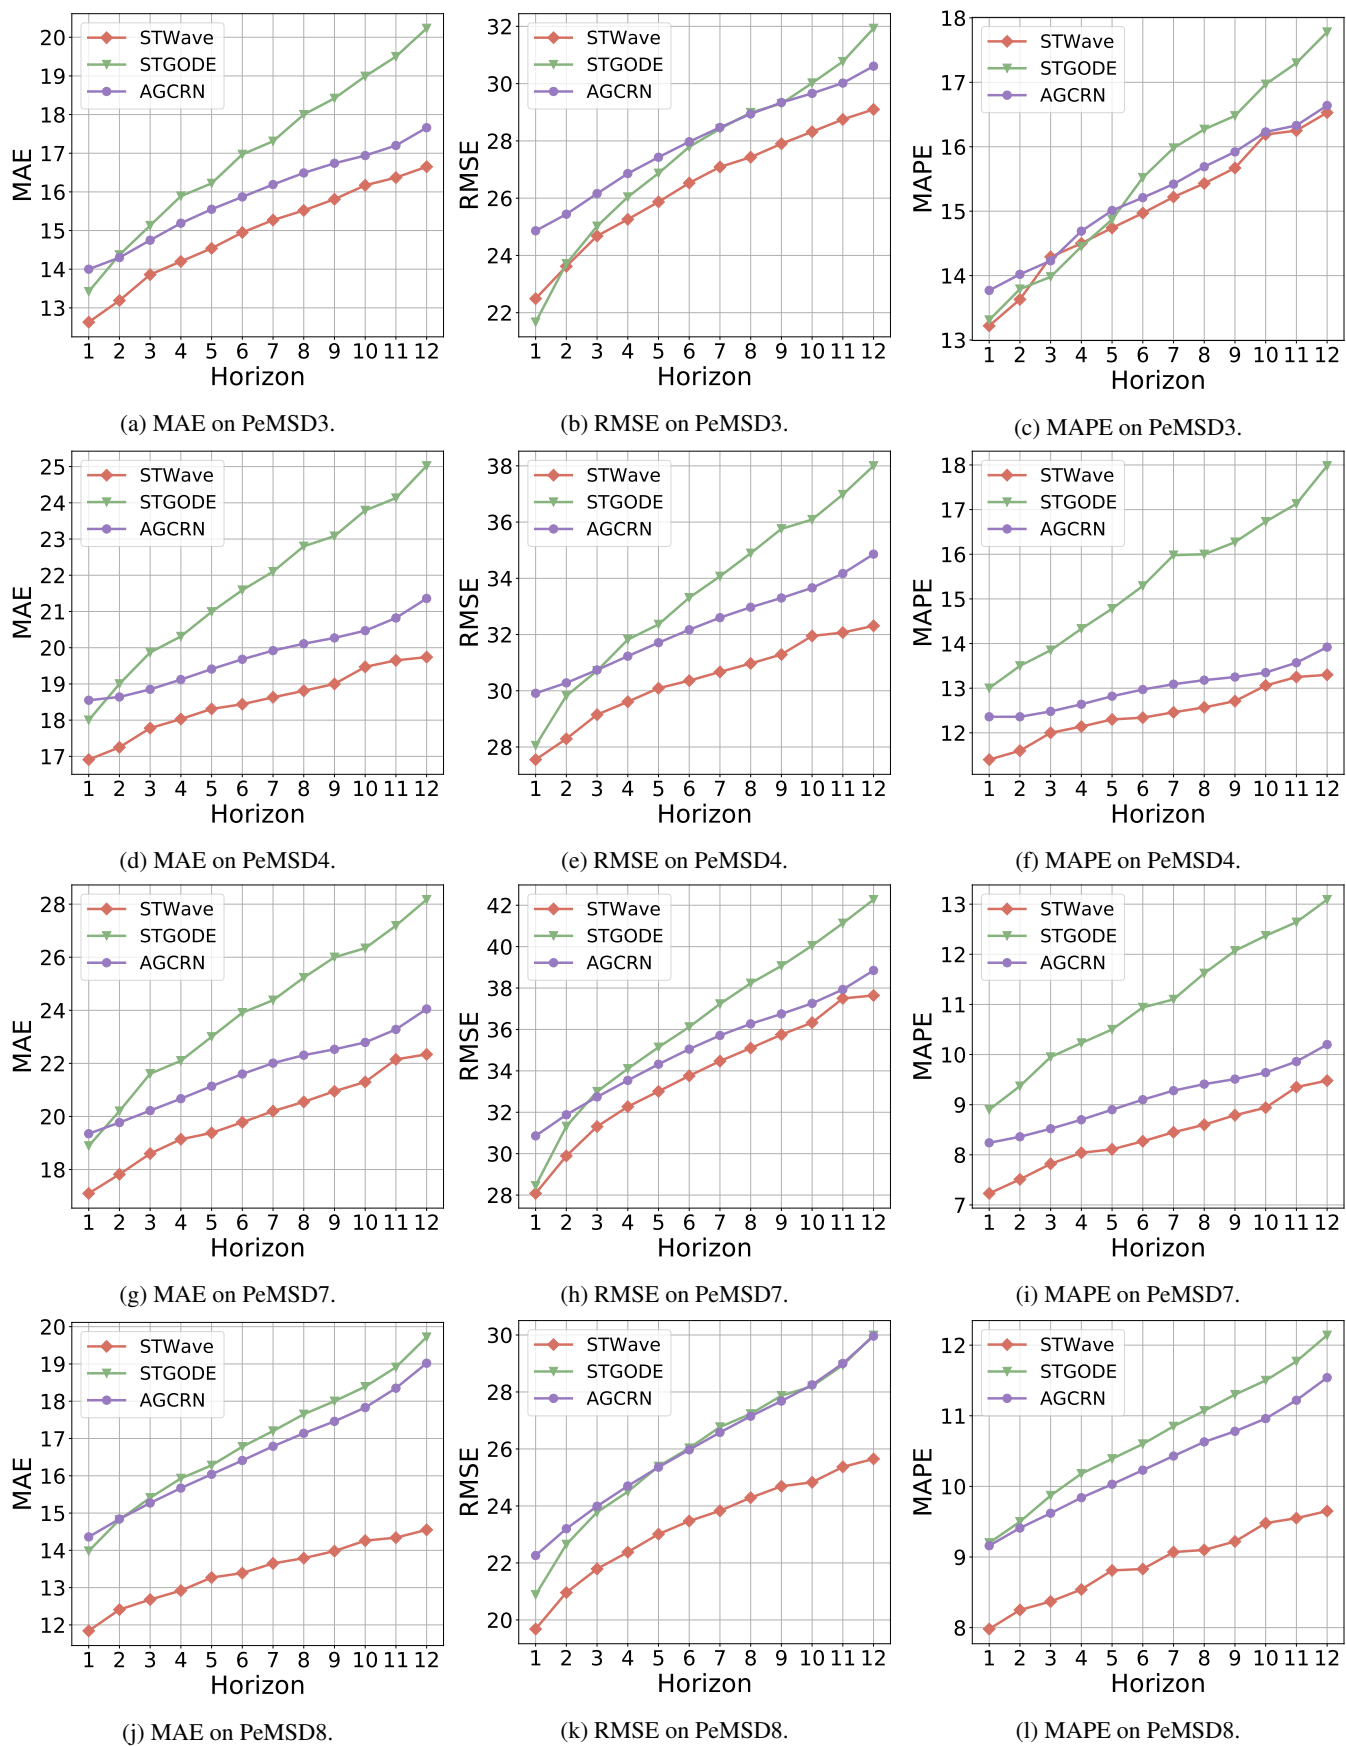 STWave
STGODE
AGCRN
MAE
20
19
18
17
16
15
14
13
1 2 3 4 5 6 7 8 9 10 11 12
Horizon
(a) MAE on PeMSD3.
STWave
STGODE
AGCRN
RMSE
32
30
28
26
24
22
1 2 3 4 5 6 7 8 9 10 11 12
Horizon
(b) RMSE on PeMSD3.
STWave
STGODE
AGCRN
MAPE
18
17
16
15
14
13
1 2 3 4 5 6 7 8 9 10 11 12
Horizon
(c) MAPE on PeMSD3.
STWave
STGODE
AGCRN
MAE
25
24
23
22
21
20
19
18
17
1 2 3 4 5 6 7 8 9 10 11 12
Horizon
(d) MAE on PeMSD4.
STWave
STGODE
AGCRN
RMSE
38
36
34
32
30
28
1 2 3 4 5 6 7 8 9 10 11 12
Horizon
(e) RMSE on PeMSD4.
STWave
STGODE
AGCRN
MAPE
18
17
16
15
14
13
12
1 2 3 4 5 6 7 8 9 10 11 12
Horizon
(f) MAPE on PeMSD4.
STWave
STGODE
AGCRN
MAE
28
26
24
22
20
18
1 2 3 4 5 6 7 8 9 10 11 12
Horizon
(g) MAE on PeMSD7.
STWave
STGODE
AGCRN
RMSE
42
40
38
36
34
32
30
28
1 2 3 4 5 6 7 8 9 10 11 12
Horizon
(h) RMSE on PeMSD7.
STWave
STGODE
AGCRN
MAPE
13
12
11
10
9
8
7
1 2 3 4 5 6 7 8 9 10 11 12
Horizon
(i) MAPE on PeMSD7.
STWave
STGODE
AGCRN
MAE
20
19
18
17
16
15
14
13
12
1 2 3 4 5 6 7 8 9 10 11 12
Horizon
(j) MAE on PeMSD8.
STWave
STGODE
AGCRN
RMSE
30
28
26
24
22
20
1 2 3 4 5 6 7 8 9 10 11 12
Horizon
(k) RMSE on PeMSD8.
STWave
STGODE
AGCRN
MAPE
12
11
10
9
8
1 2 3 4 5 6 7 8 9 10 11 12
Horizon
(l) MAPE on PeMSD8.